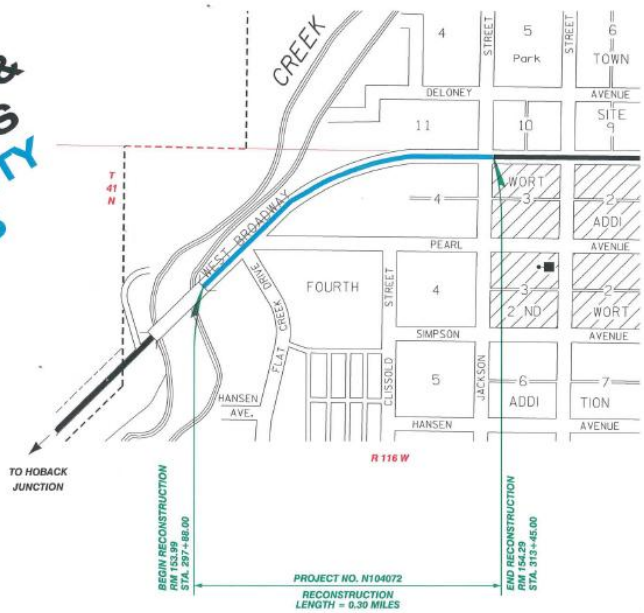 &
S
TY
CREEK
4
STREET
5
Park
STREET
6
TOWN
DELONEY
AVENUE
11
10
SITE
9
T
41
N
WEST BROADWAY
4
WORT
3
2
ADDI
PEARL
AVENUE
FLAT CREEK DRIVE
FOURTH
STREET
CLISSOLD
4
3
2 ND
2
WORT
SIMPSON
AVENUE
5
JACKSON
6
ADDI
7
TION
HANSEN
AVE.
HANSEN
AVENUE
TO HOBACK
JUNCTION
R 116 W
BEGIN RECONSTRUCTION
RM 153.99
STA. 297+88.00
END RECONSTRUCTION
RM 154.29
STA. 313+45.00
PROJECT NO. N104072
RECONSTRUCTION
LENGTH = 0.30 MILES